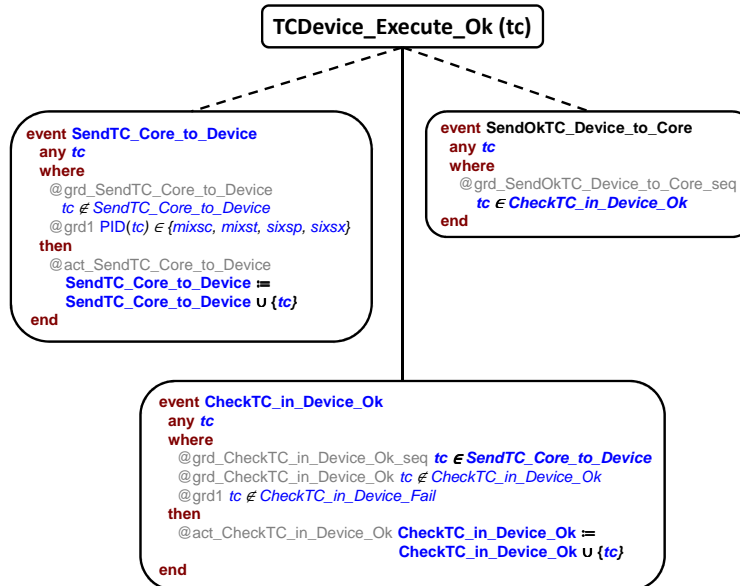 TCDevice_Execute_Ok (tc)
event SendTC_Core_to_Device
any tc
where
@grd_SendTC_Core_to_Device
tc ∉ SendTC_Core_to_Device
@grd1 PID(tc) ∈ {mixsc, mixst, sixsp, sixsx}
then
@act_SendTC_Core_to_Device
SendTC_Core_to_Device ≔
SendTC_Core_to_Device ∪ {tc}
end
event SendOkTC_Device_to_Core
any tc
where
@grd_SendOkTC_Device_to_Core_seq
tc ∈ CheckTC_in_Device_Ok
end
event CheckTC_in_Device_Ok
any tc
where
@grd_CheckTC_in_Device_Ok_seq tc ∈ SendTC_Core_to_Device
@grd_CheckTC_in_Device_Ok tc ∉ CheckTC_in_Device_Ok
@grd1 tc ∉ CheckTC_in_Device_Fail
then
@act_CheckTC_in_Device_Ok CheckTC_in_Device_Ok ≔
CheckTC_in_Device_Ok ∪ {tc}
end